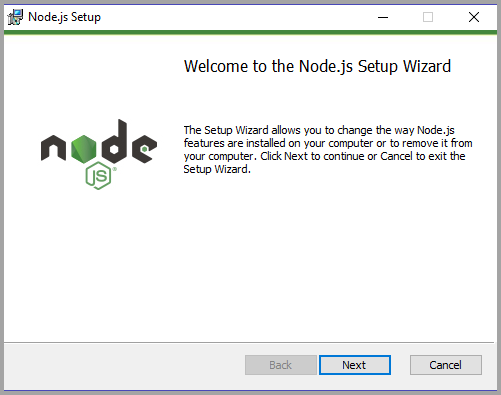 Node.js Setup
Welcome to the Node.js Setup Wizard
node
JS
®
The Setup Wizard allows you to change the way Node.js
features are installed on your computer or to remove it from
your computer. Click Next to continue or Cancel to exit the
Setup Wizard.
Back Next Cancel